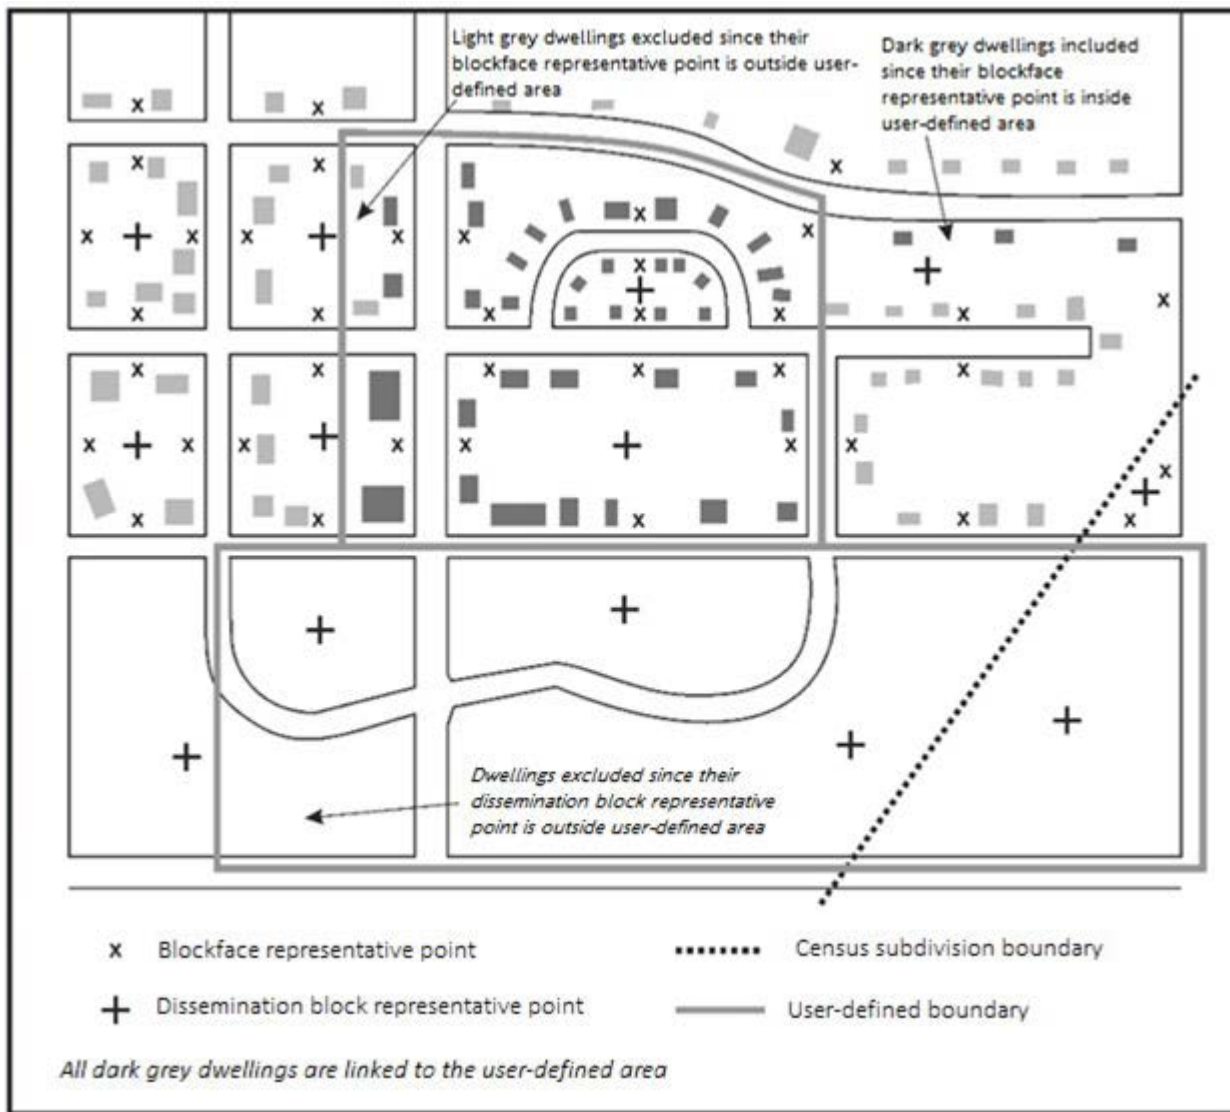 Light grey dwellings excluded since their
blockface representative point is outside user-
defined area
Dark grey dwellings included
since their blockface
representative point is inside
user-defined area
Dwellings excluded since their
dissemination block representative
point is outside user-defined area
x Blockface representative point
Census subdivision boundary
+ Dissemination block representative point
User-defined boundary
All dark grey dwellings are linked to the user-defined area